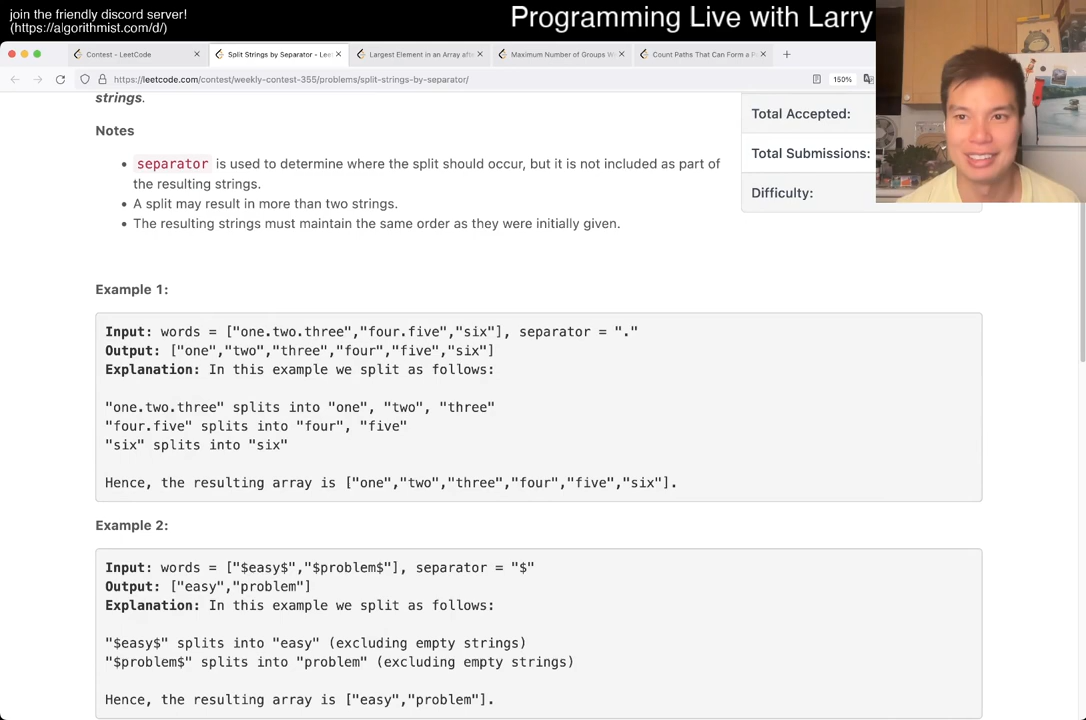 join the friendly discord server!
(https://algorithmist.com/d/)
Programming Live with Larry
Contest - LeetCode
Split Strings by Separator - Leet
Largest Element in an Array afte
Maximum Number of Groups W
Count Paths That Can Form a P
https://leetcode.com/contest/weekly-contest-355/problems/split-strings-by-separator/
150%
strings.
Notes
separator is used to determine where the split should occur, but it is not included as part of
the resulting strings.
A split may result in more than two strings.
The resulting strings must maintain the same order as they were initially given.
Total Accepted:
Total Submissions:
Difficulty:
Example 1:
Input: words = ["one.two.three","four.five","six"], separator = "."
Output: ["one","two","three","four","five","six"]
Explanation: In this example we split as follows:
"one.two.three" splits into "one", "two", "three"
"four.five" splits into "four", "five"
"six" splits into "six"
Hence, the resulting array is ["one","two","three","four","five","six"].
Example 2:
Input: words = ["$easy$","$problem$"], separator = "$"
Output: ["easy","problem"]
Explanation: In this example we split as follows:
"$easy$" splits into "easy" (excluding empty strings)
"$problem$" splits into "problem" (excluding empty strings)
Hence, the resulting array is ["easy","problem"].